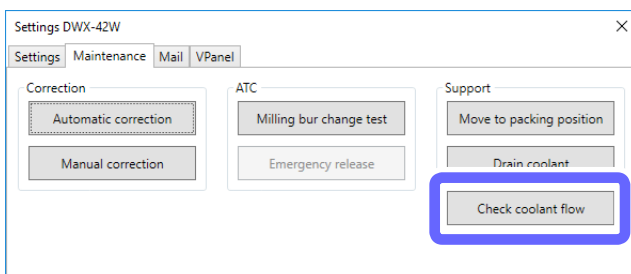 Settings DWX-42W
Settings Maintenance Mail VPanel
Correction ATC Support
Automatic correction Milling bur change test Move to packing position
Manual correction Emergency release Drain coolant
Check coolant flow